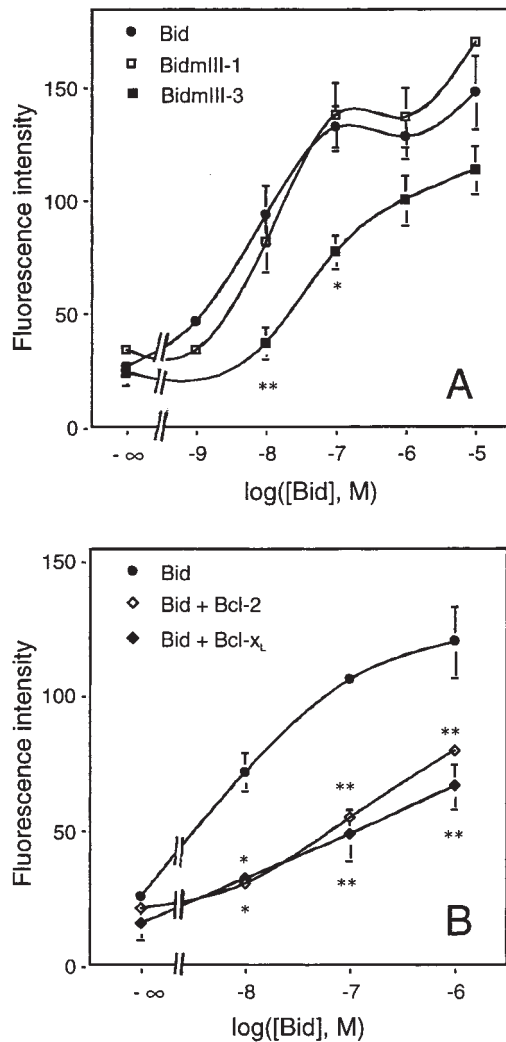 Bid
BidmIII-1
BidmIII-3
150
100
50
0
Fluorescence intensity
**
*
A
- ∞
-9
-8
-7
-6
-5
log([Bid], M)
150
Bid
Bid + Bcl-2
Bid + Bcl-xL
100
50
0
Fluorescence intensity
**
**
*
*
**
**
B
- ∞
-8
-7
-6
log([Bid], M)